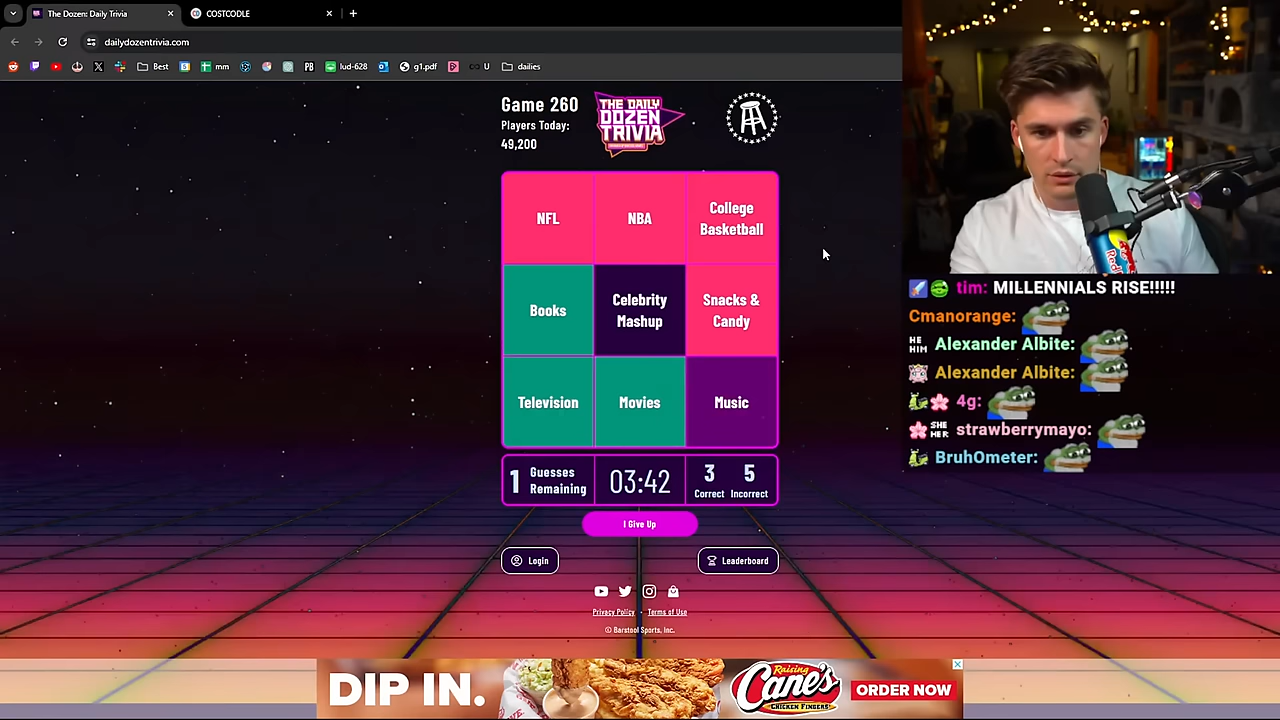 The Dozen: Daily Trivia
COSTCODLE
dailydozentrivia.com
Best
mm
lud-628
g1.pdf
U
dailies
Game 260
Players Today:
49,200
THE DAILY
DOZEN
TRIVIA
NFL
NBA
College
Basketball
Books
Celebrity
Mashup
Snacks &
Candy
Television
Movies
Music
1 Guesses
Remaining
03:42
3
Correct
5
Incorrect
I Give Up
Login
Leaderboard
Privacy Policy · Terms of Use
© Barstool Sports, Inc.
DIP IN.
Raising
Cane's
CHICKEN FINGERS
ORDER NOW
tim: MILLENNIALS RISE!!!!!
Cmanorange:
HE
HIM
Alexander Albite:
Alexander Albite:
4g:
SHE
HER
strawberrymayo:
BruhOmeter: